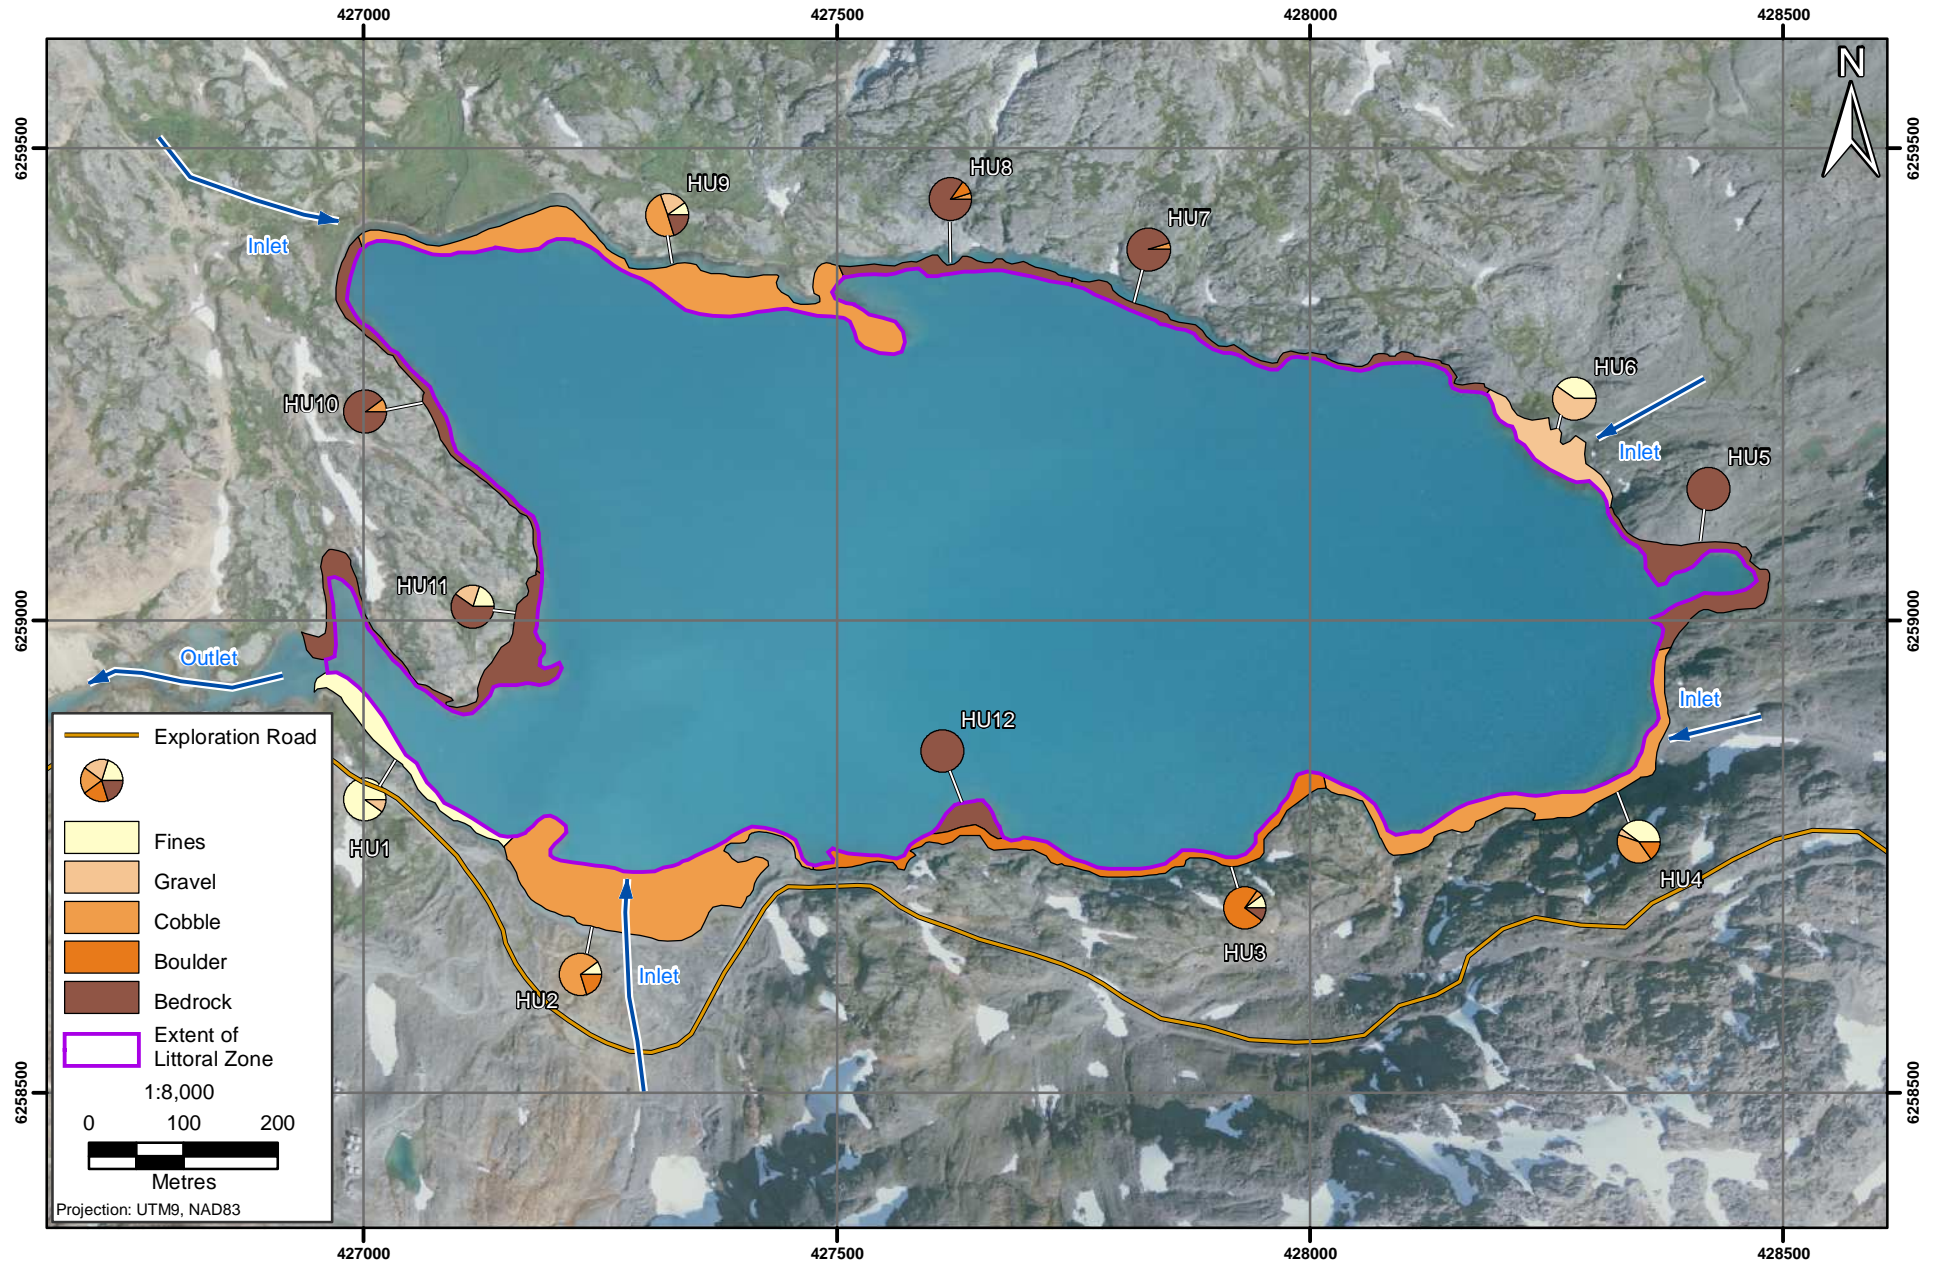 427000
427500
428000
428500
N
6259500
6259500
HU8
HU9
HU7
Inlet
HU6
HU10
Inlet
HU5
HU11
6259000
6259000
Outlet
Inlet
HU12
Exploration Road
HU1
Fines
Gravel
HU4
Cobble
HU3
Boulder
Inlet
HU2
Bedrock
Extent of
Littoral Zone
1:8,000
6258500
6258500
0 100 200
Metres
Projection: UTM9, NAD83
427000
427500
428000
428500